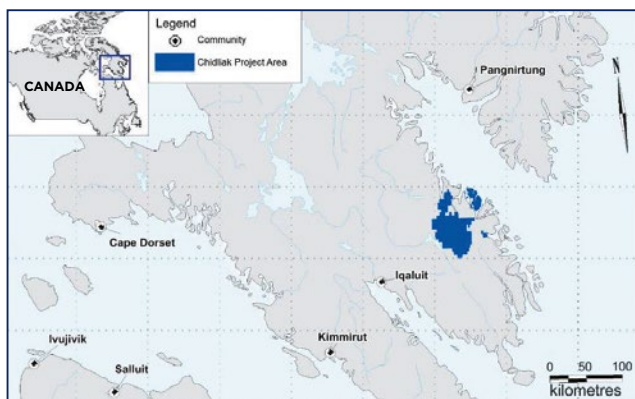 CANADA
Legend
Community
Chidliak Project Area
Pangnirtung
N
Cape Dorset
Iqaluit
Kimmirut
Ivujivik
Salluit
0 50 100
kilometres